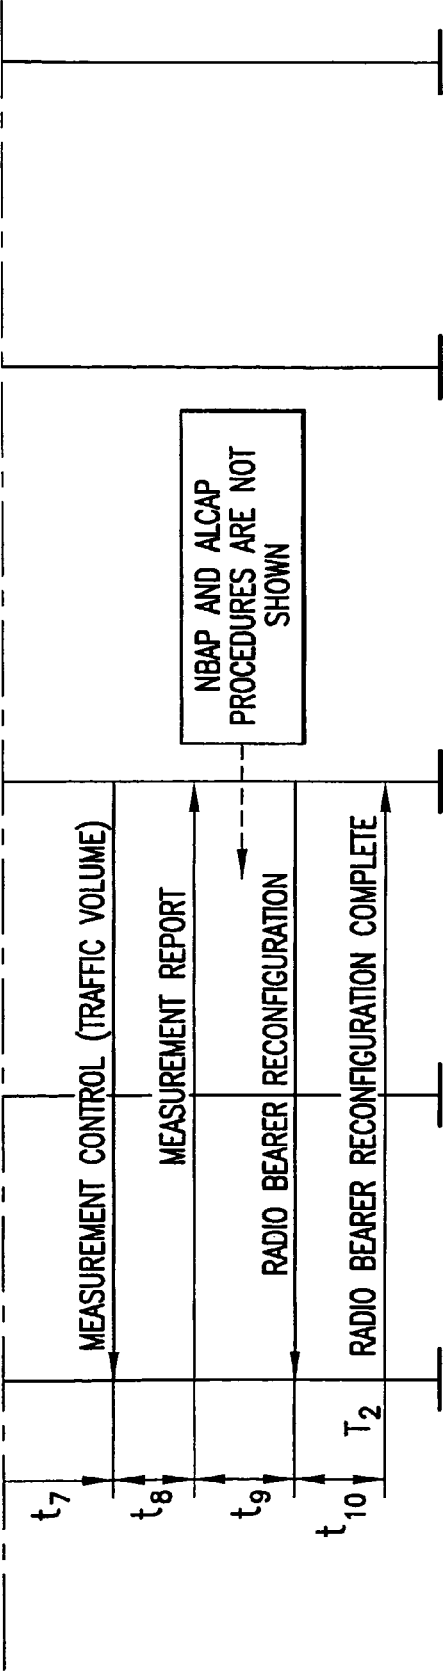 t7
MEASUREMENT CONTROL (TRAFFIC VOLUME)
t8
MEASUREMENT REPORT
NBAP AND ALCAP
PROCEDURES ARE NOT
SHOWN
t9
RADIO BEARER RECONFIGURATION
t10
T2
RADIO BEARER RECONFIGURATION COMPLETE